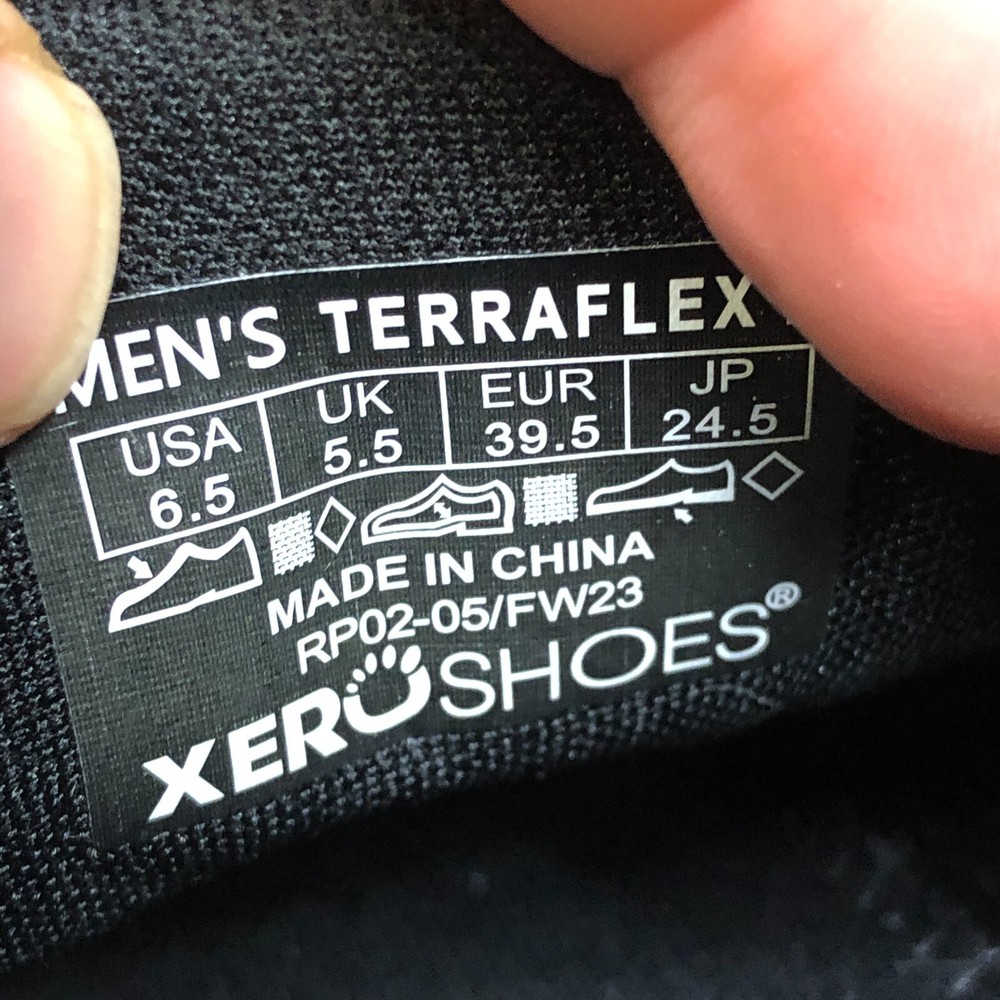 MEN'S TERRAFLEX
USA UK EUR JP
6.5 5.5 39.5 24.5
MADE IN CHINA
RP02-05/FW23
XEROSHOES®